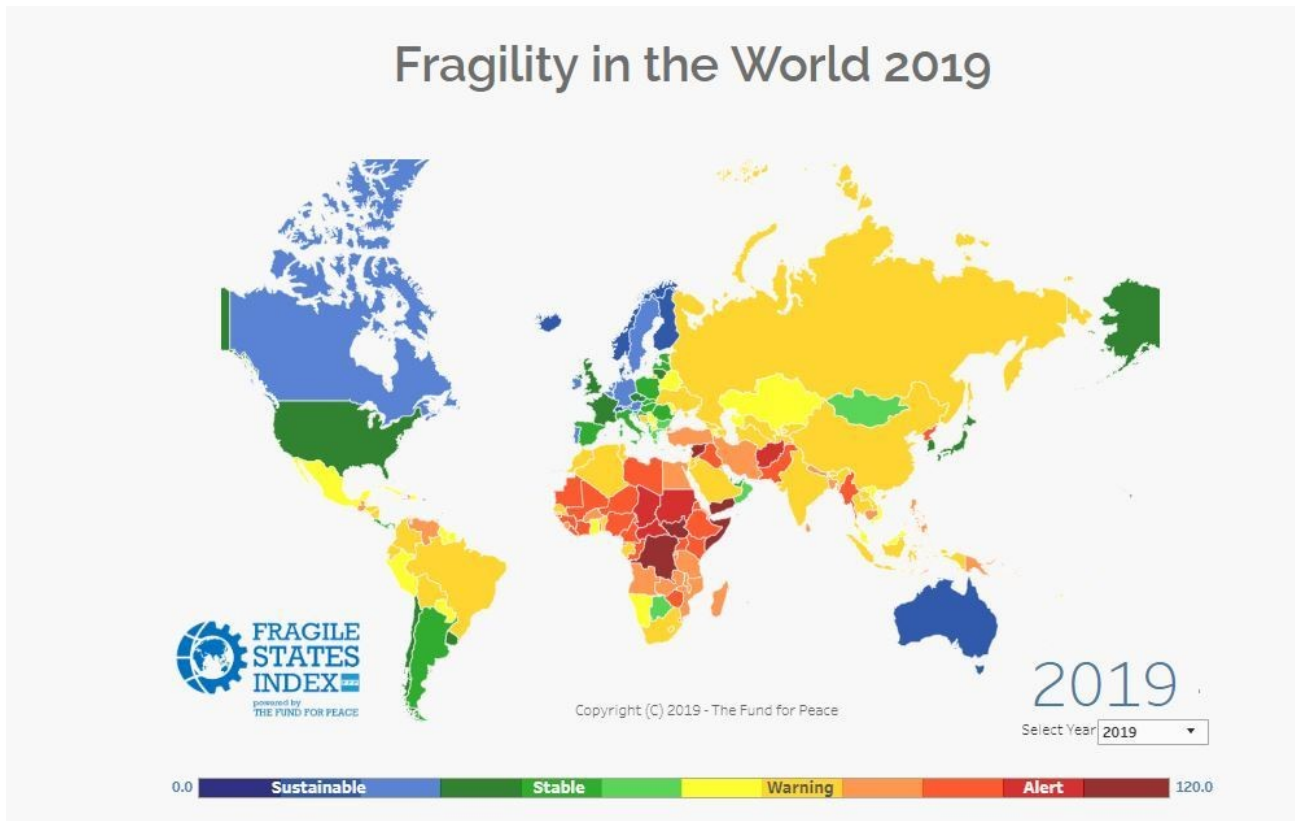 Fragility in the World 2019
FRAGILE
STATES
INDEX
powered by
THE FUND FOR PEACE
Copyright (C) 2019 - The Fund for Peace
2019
Select Year 2019
0.0 Sustainable Stable Warning Alert 120.0